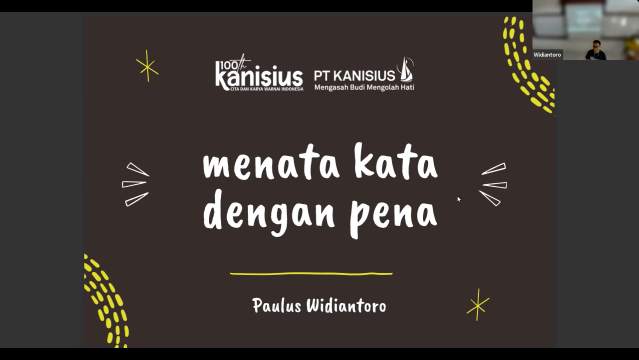 Widiantoro
100th
kanisius
CITA DAN KARYA WARNAI INDONESIA
PT KANISIUS
Mengasah Budi Mengolah Hati
menata kata
dengan pena
Paulus Widiantoro